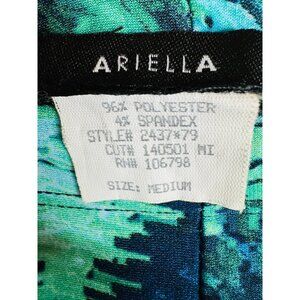 ARIELLA
96% POLYESTER
4% SPANDEX
STYLE# 2437*79
CUT# 140501 MI
RN# 106798
SIZE: MEDIUM